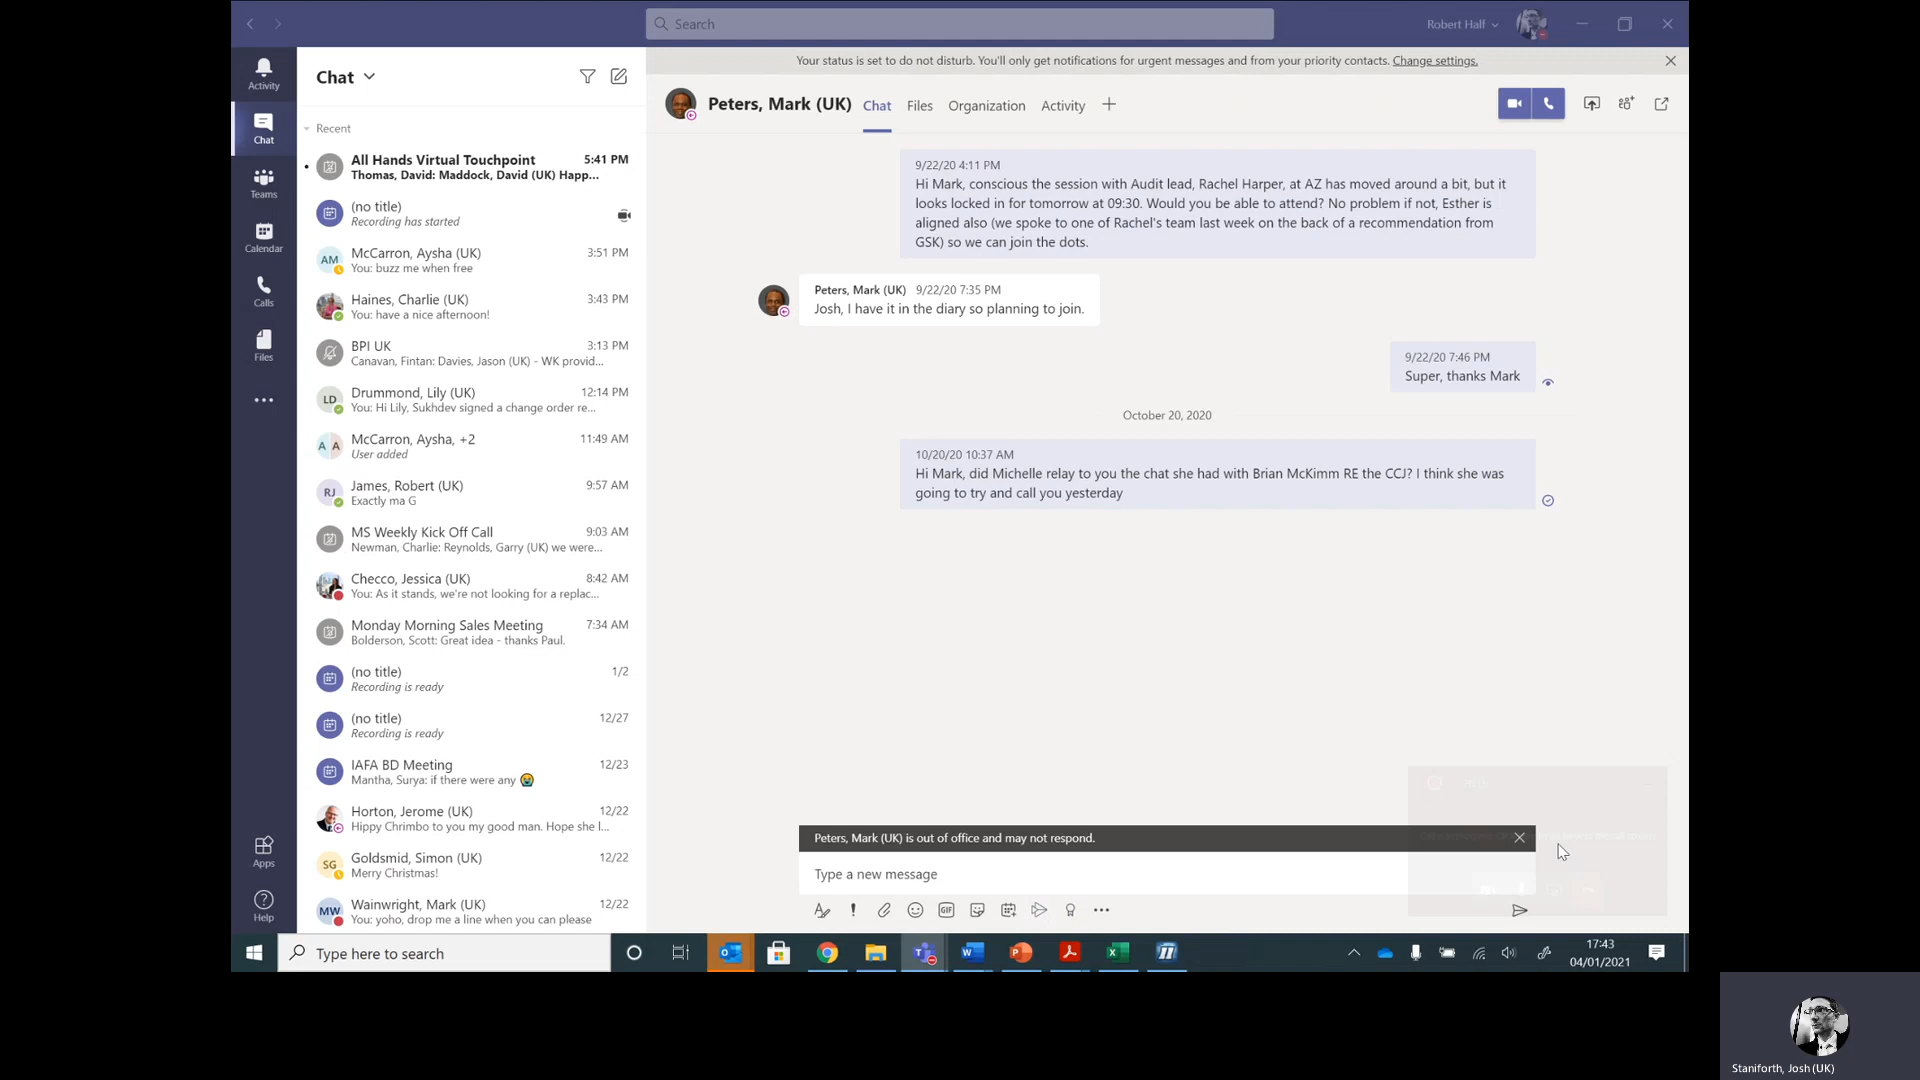 Search
Robert Half
Your status is set to do not disturb. You'll only get notifications for urgent messages and from your priority contacts. Change settings.
Activity
Chat
Teams
Calendar
Calls
Files
Apps
Help
Chat
Recent
All Hands Virtual Touchpoint 5:41 PM
Thomas, David: Maddock, David (UK) Happ...
(no title)
Recording has started
McCarron, Aysha (UK) 3:51 PM
AM
You: buzz me when free
Haines, Charlie (UK) 3:43 PM
You: have a nice afternoon!
BPI UK 3:13 PM
Canavan, Fintan: Davies, Jason (UK) - WK provid...
Drummond, Lily (UK) 12:14 PM
LD
You: Hi Lily, Sukhdev signed a change order re...
McCarron, Aysha, +2 11:49 AM
A A
User added
James, Robert (UK) 9:57 AM
RJ
Exactly ma G
MS Weekly Kick Off Call 9:03 AM
Newman, Charlie: Reynolds, Garry (UK) we were...
Checco, Jessica (UK) 8:42 AM
You: As it stands, we're not looking for a replac...
Monday Morning Sales Meeting 7:34 AM
Bolderson, Scott: Great idea - thanks Paul.
(no title) 1/2
Recording is ready
(no title) 12/27
Recording is ready
IAFA BD Meeting 12/23
Mantha, Surya: if there were any 😭
Horton, Jerome (UK) 12/22
Hippy Chrimbo to you my good man. Hope she l...
Goldsmid, Simon (UK) 12/22
SG
Merry Christmas!
Wainwright, Mark (UK) 12/22
MW
You: yoho, drop me a line when you can please
Peters, Mark (UK) Chat Files Organization Activity
9/22/20 4:11 PM
Hi Mark, conscious the session with Audit lead, Rachel Harper, at AZ has moved around a bit, but it
looks locked in for tomorrow at 09:30. Would you be able to attend? No problem if not, Esther is
aligned also (we spoke to one of Rachel's team last week on the back of a recommendation from
GSK) so we can join the dots.
Peters, Mark (UK) 9/22/20 7:35 PM
Josh, I have it in the diary so planning to join.
9/22/20 7:46 PM
Super, thanks Mark
October 20, 2020
10/20/20 10:37 AM
Hi Mark, did Michelle relay to you the chat she had with Brian McKimm RE the CCJ? I think she was
going to try and call you yesterday
Peters, Mark (UK) is out of office and may not respond.
Type a new message
GIF
Type here to search
17:43
04/01/2021
Staniforth, Josh (UK)